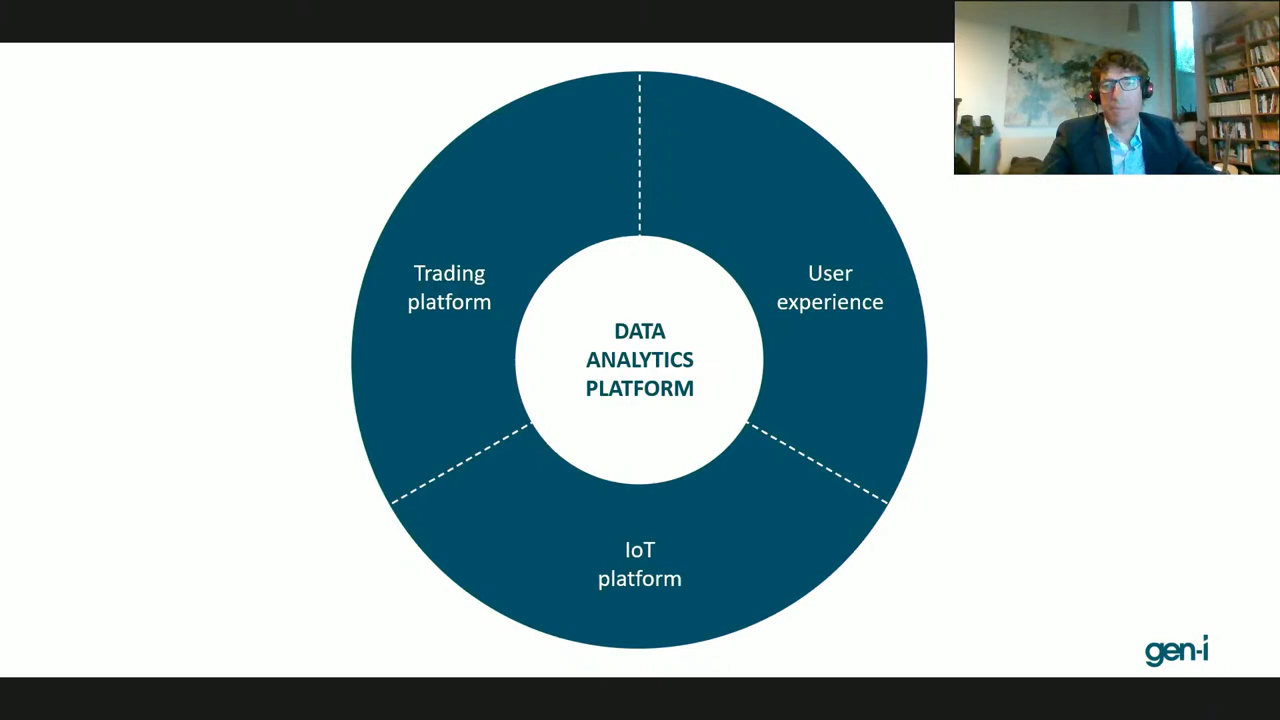 Trading
platform
User
experience
DATA
ANALYTICS
PLATFORM
IoT
platform
gen-i